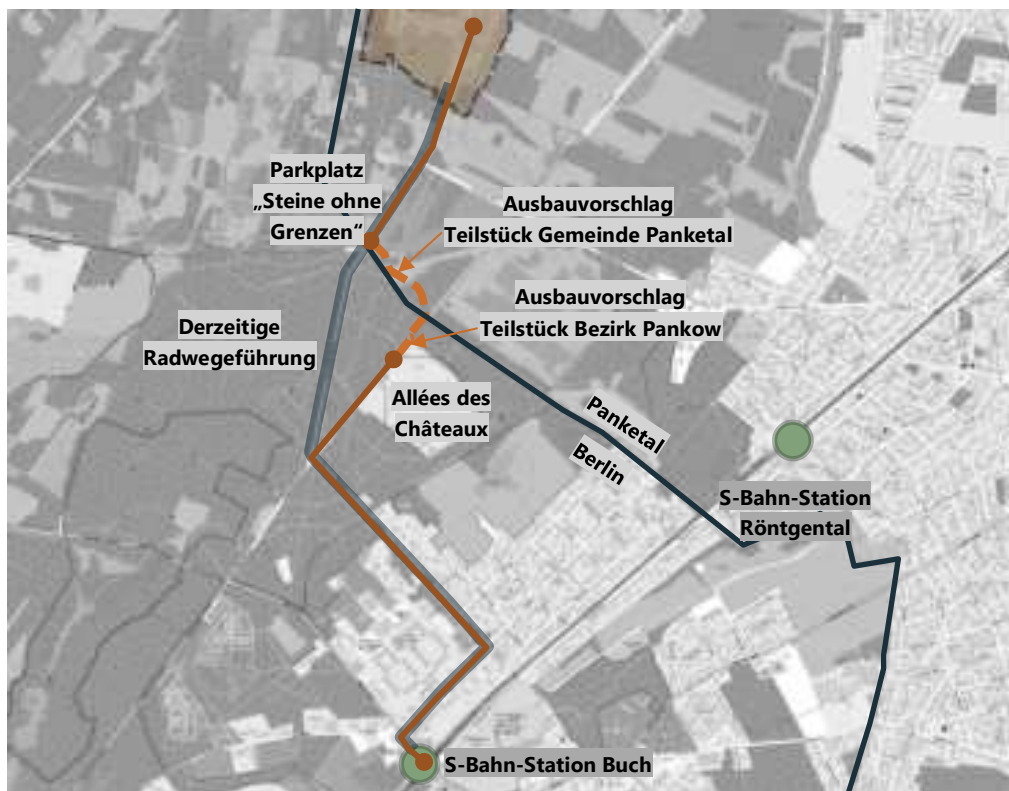 Parkplatz
„Steine ohne
Grenzen“
Ausbauvorschlag
Teilstück Gemeinde Panketal
Ausbauvorschlag
Teilstück Bezirk Pankow
Derzeitige
Radwegeführung
Allées des
Châteaux
Panketal
Berlin
S-Bahn-Station
Röntgental
S-Bahn-Station Buch